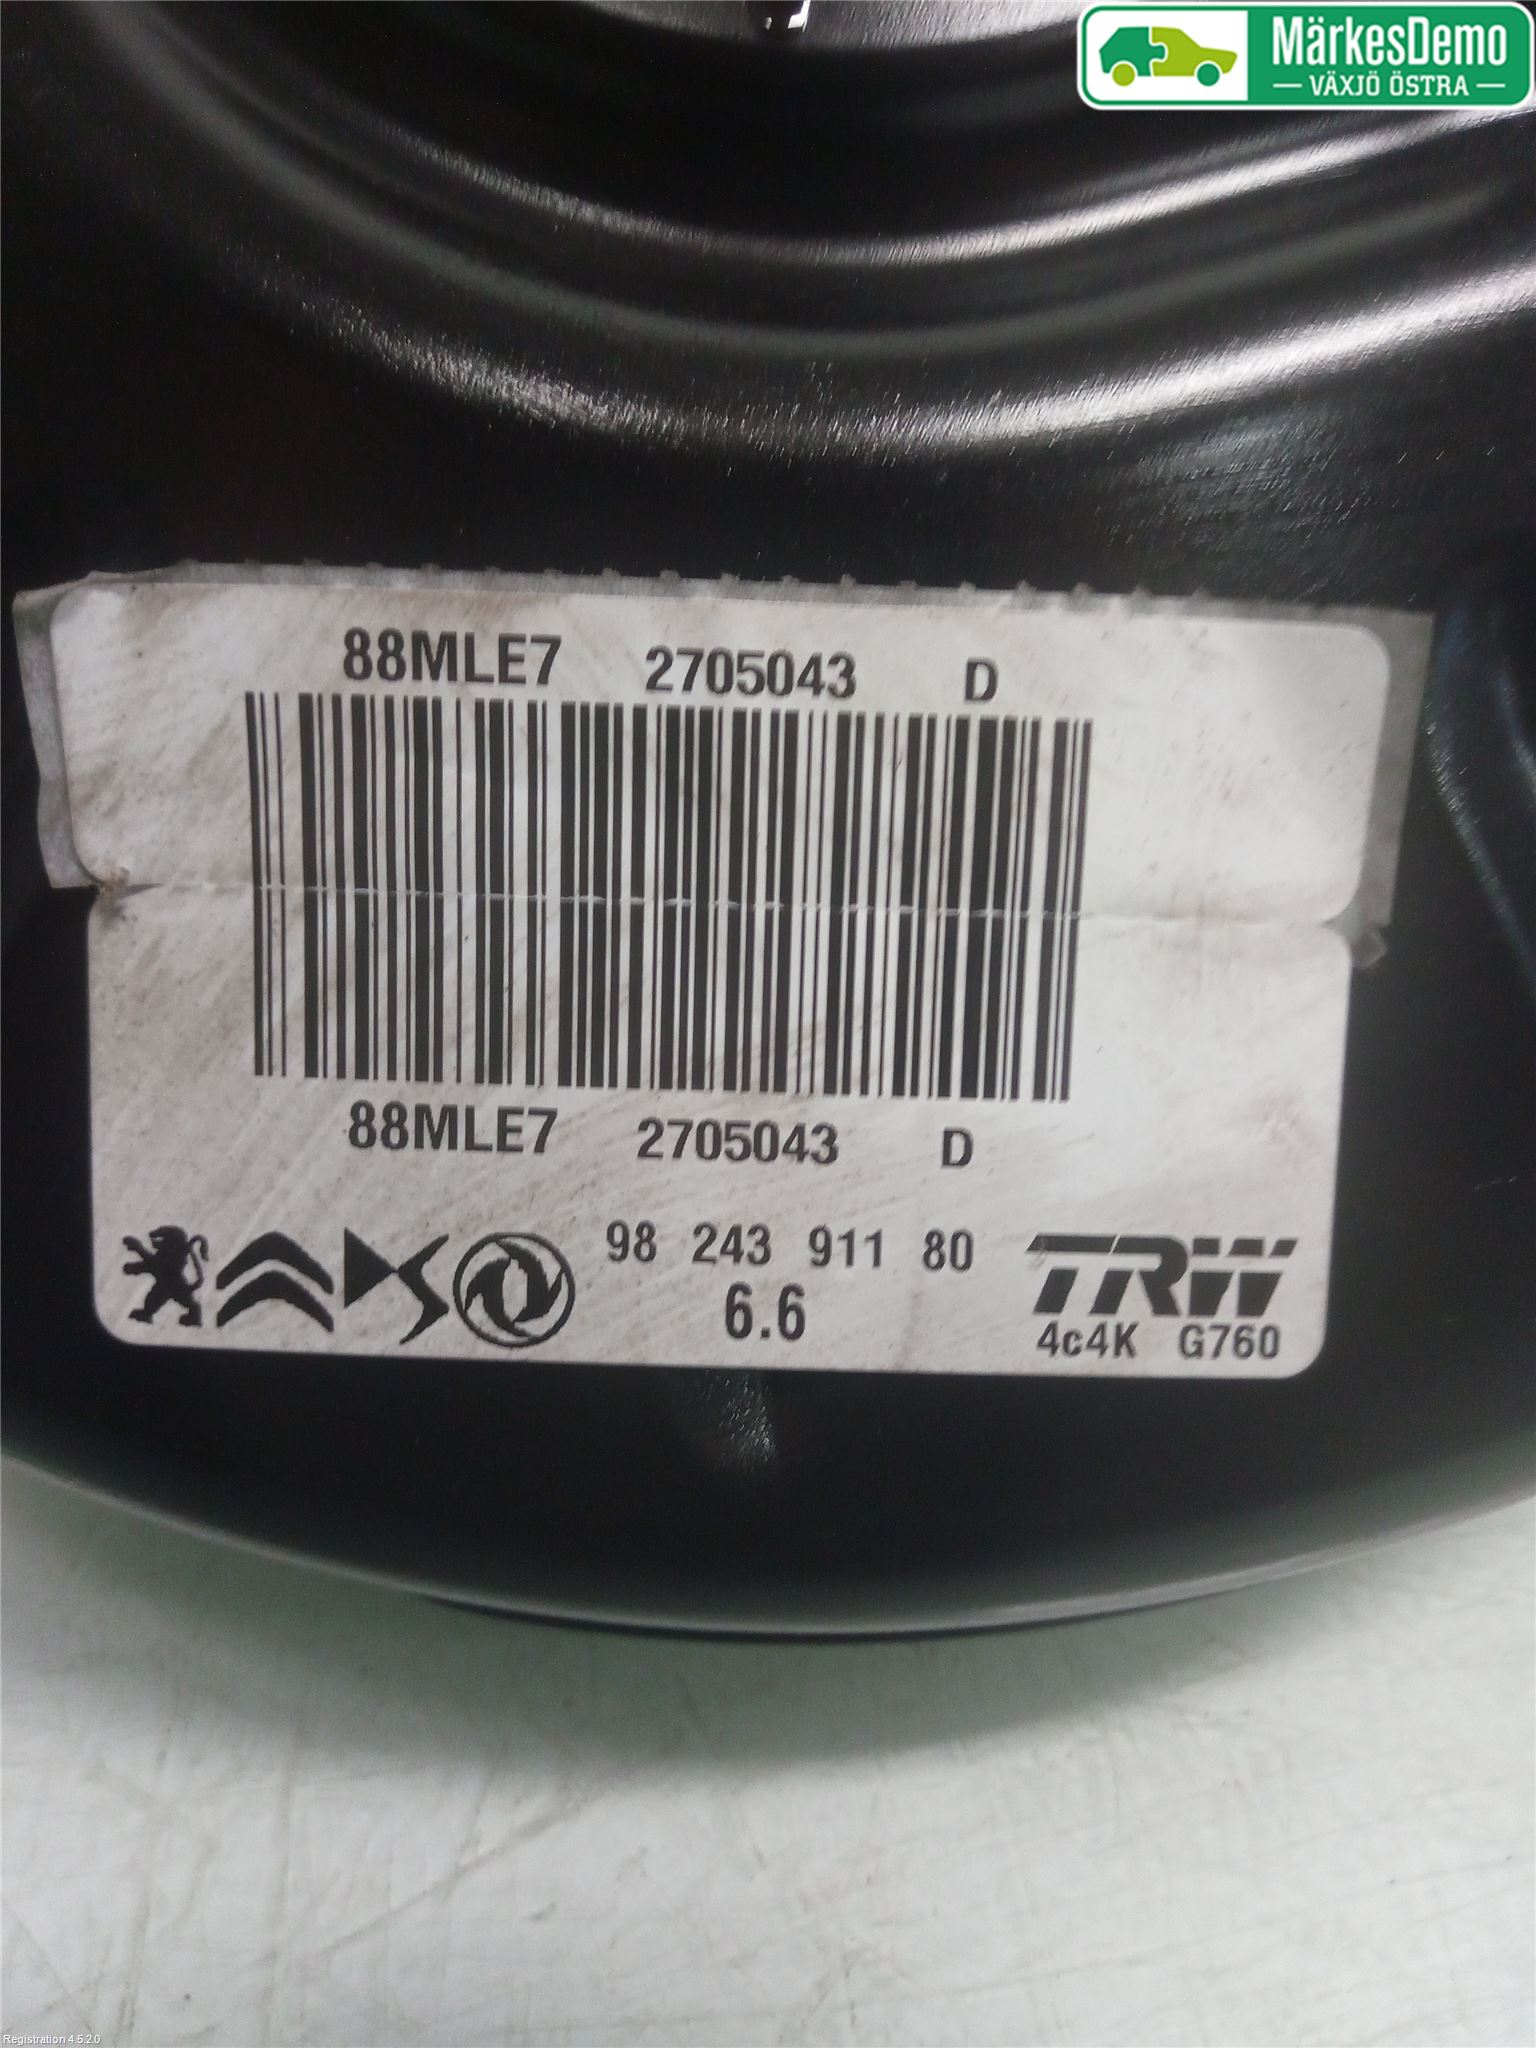 MärkesDemo
VÄXJÖ ÖSTRA
88MLE7 2705043 D
88MLE7 2705043 D
98 243 911 80
6.6
TRW
4c4K G760
Registration 4.5.2.0